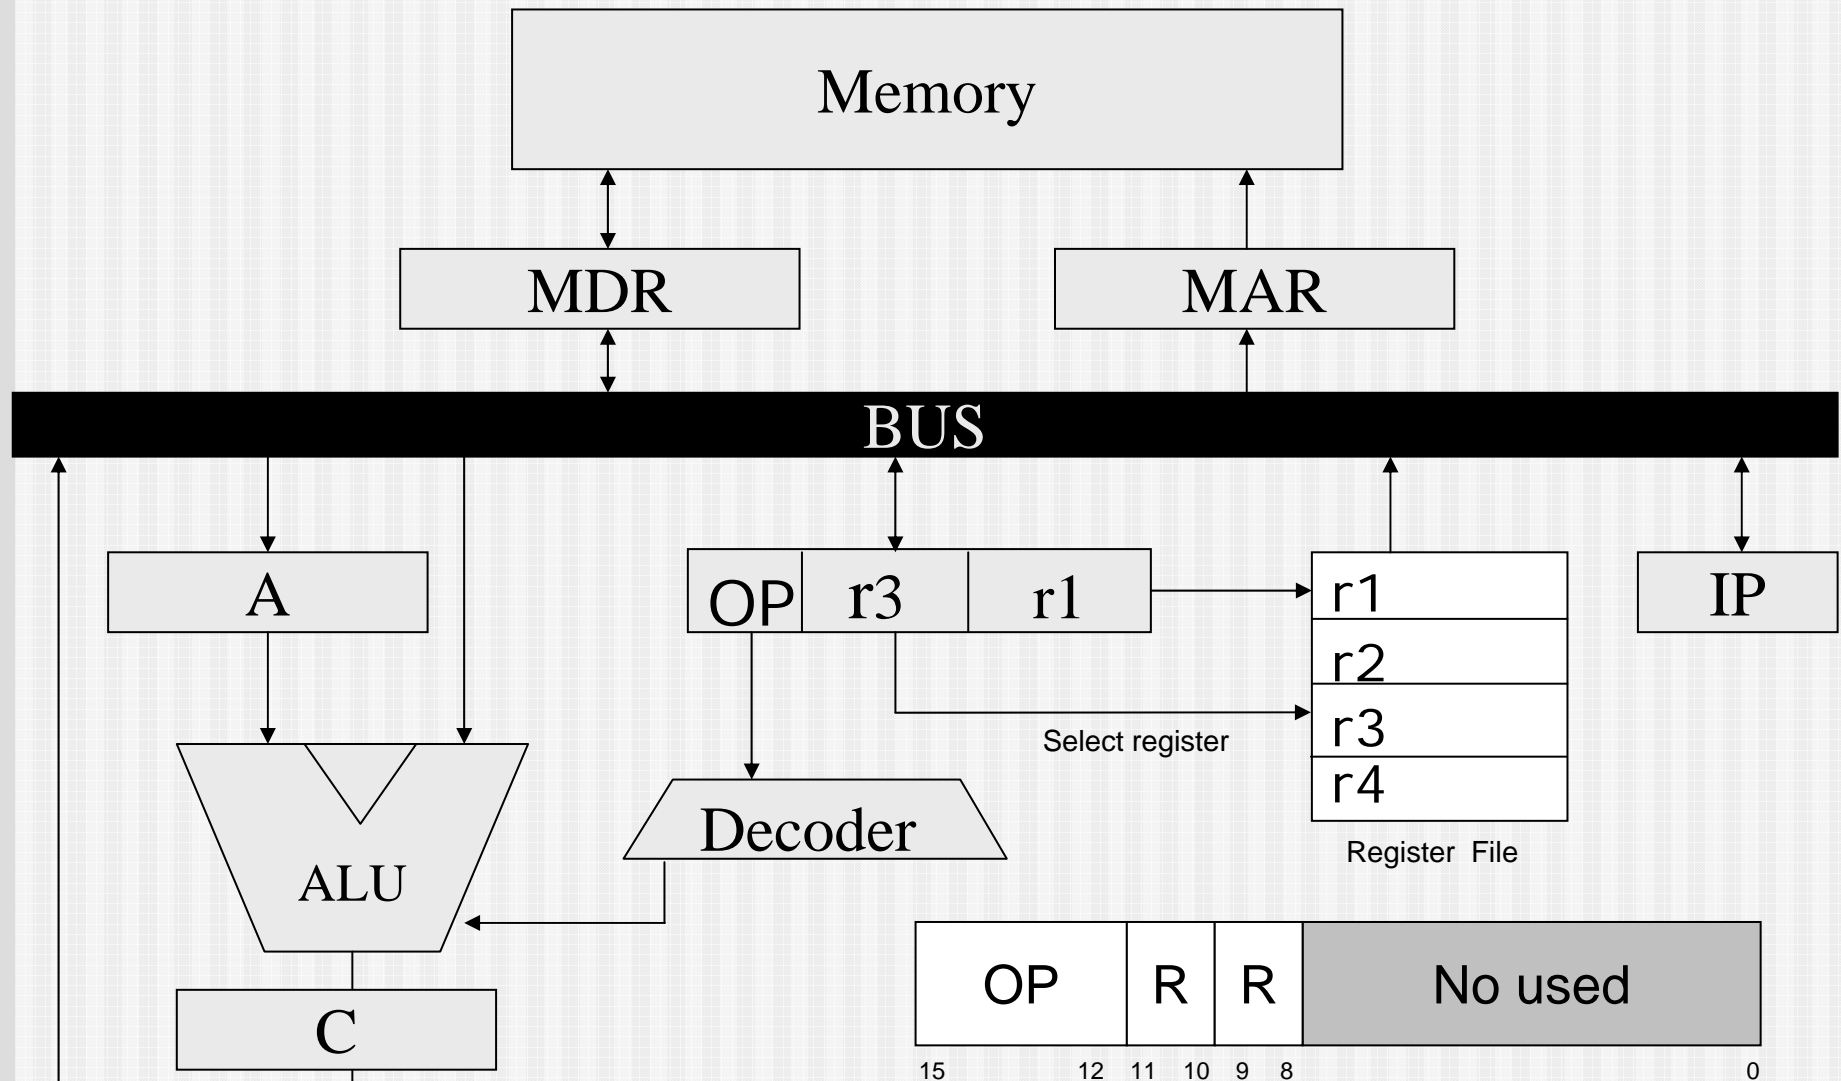 Memory
MDR
MAR
BUS
A
OP r3 r1
r1
r2
r3
r4
IP
Select register
Decoder
Register File
ALU
C
OP R R No used
15 12 11 10 9 8 0